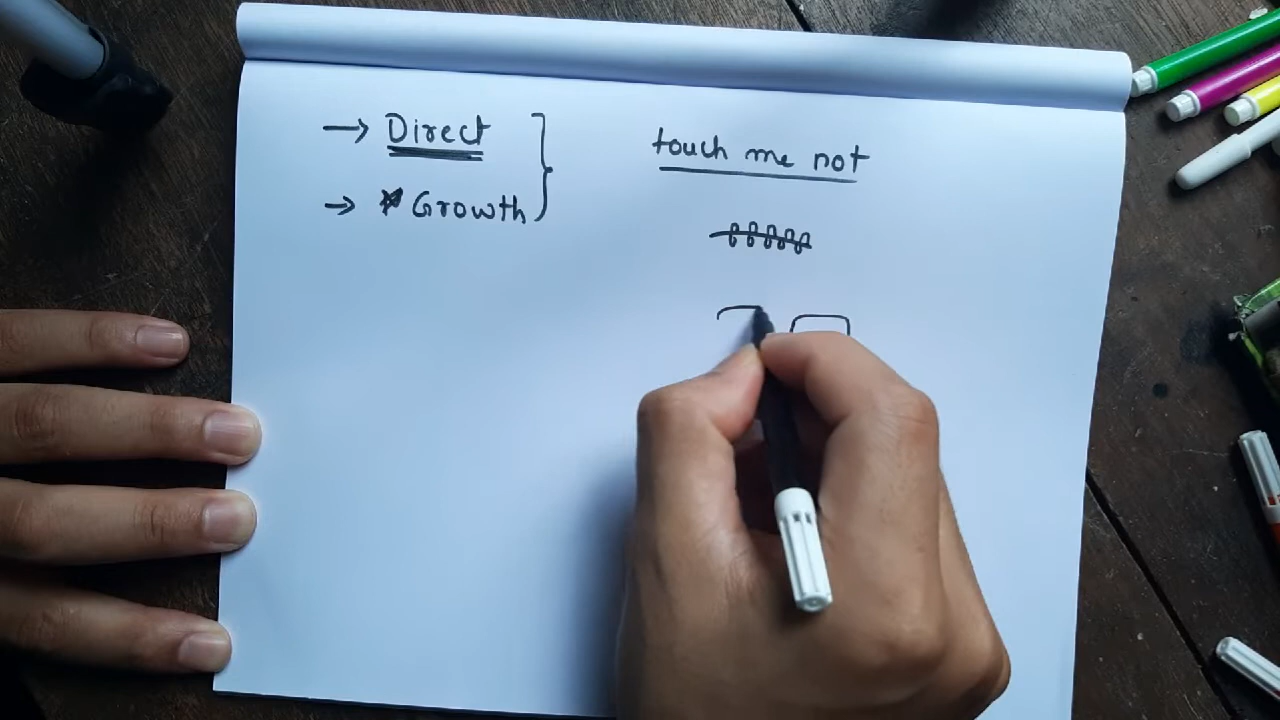 → Direct
→ Growth
touch me not